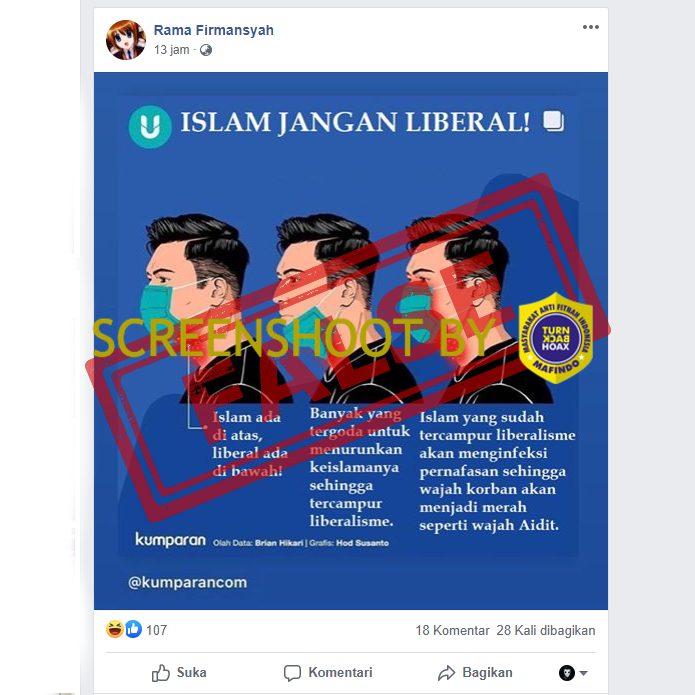 Rama Firmansyah
13 jam ·
ISLAM JANGAN LIBERAL!
FALSE
SCREENSHOOT BY
MASYARAKAT ANTI FITNAH INDONESIA
TURN
BACK
HOAX
MAFINDO
Islam ada
di atas,
liberal ada
di bawah!
Banyak yang
tergoda untuk
menurunkan
keislamanya
sehingga
tercampur
liberalisme.
Islam yang sudah
tercampur liberalisme
akan menginfeksi
pernafasan sehingga
wajah korban akan
menjadi merah
seperti wajah Aidit.
kumparan Olah Data: Brian Hikari | Grafis: Hod Susanto
@kumparancom
107 18 Komentar 28 Kali dibagikan
Suka Komentari Bagikan